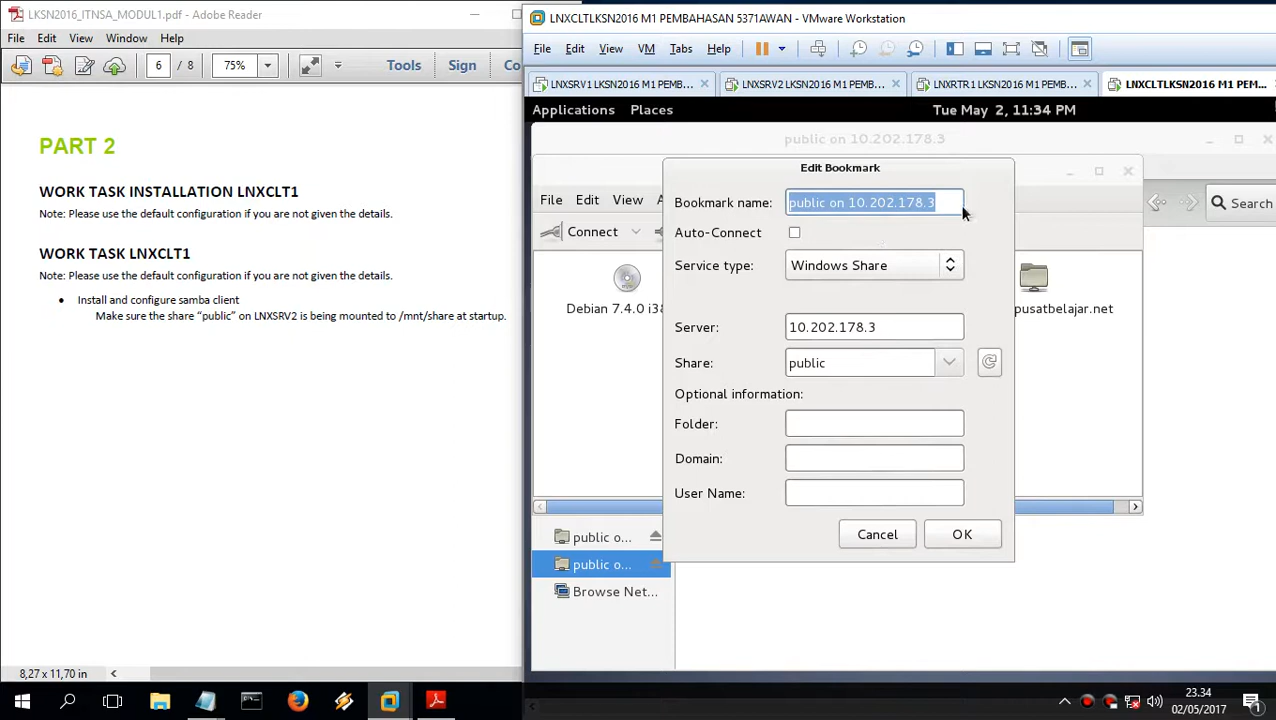 LKSN2016_ITNSA_MODUL1.pdf - Adobe Reader
File Edit View Window Help
6 / 8 75% Tools Sign Co
PART 2
WORK TASK INSTALLATION LNXCLT1
Note: Please use the default configuration if you are not given the details.
WORK TASK LNXCLT1
Note: Please use the default configuration if you are not given the details.
• Install and configure samba client
Make sure the share “public” on LNXSRV2 is being mounted to /mnt/share at startup.
8,27 x 11,70 in
LNXCLTLKSN2016 M1 PEMBAHASAN 5371AWAN - VMware Workstation
File Edit View VM Tabs Help
LNXSRV1 LKSN2016 M1 PEMB...
LNXSRV2 LKSN2016 M1 PEMB...
LNXRTR1 LKSN2016 M1 PEMB...
LNXCLTLKSN2016 M1 PEM...
Applications Places Tue May 2, 11:34 PM
public on 10.202.178.3
File Edit View
Connect
Search
Debian 7.4.0 i38
pusatbelajar.net
public o...
public o...
Browse Net...
Edit Bookmark
Bookmark name: public on 10.202.178.3
Auto-Connect
Service type: Windows Share
Server: 10.202.178.3
Share: public
Optional information:
Folder:
Domain:
User Name:
Cancel OK
23.34
02/05/2017
1